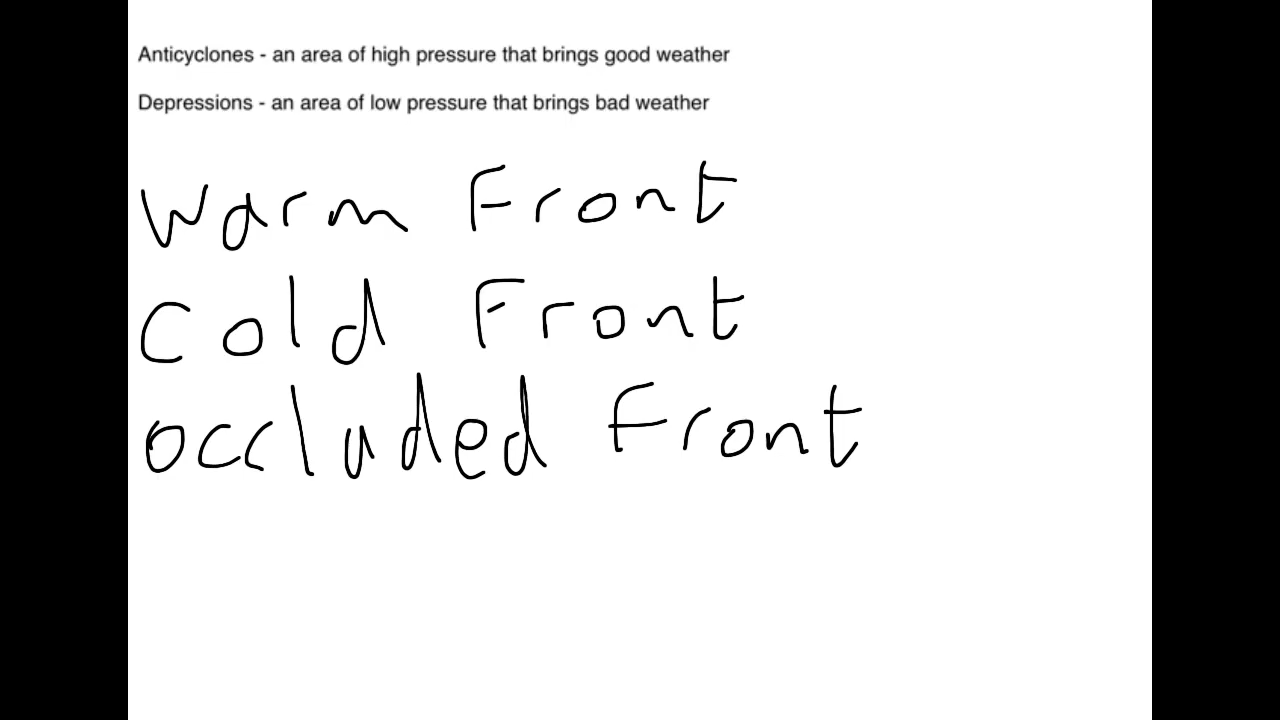 Anticyclones - an area of high pressure that brings good weather
Depressions - an area of low pressure that brings bad weather
Warm Front
Cold Front
Occluded Front